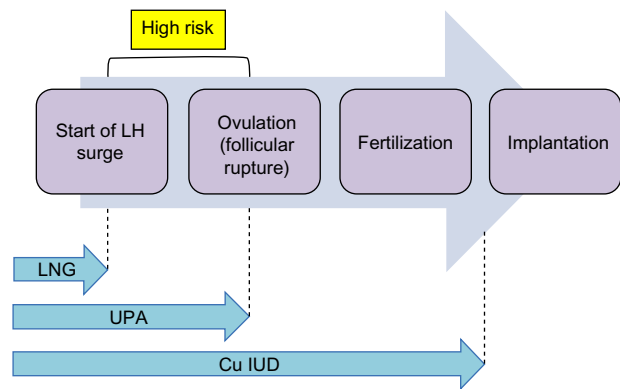 High risk
Start of LH
surge
Ovulation
(follicular
rupture)
Fertilization
Implantation
LNG
UPA
Cu IUD